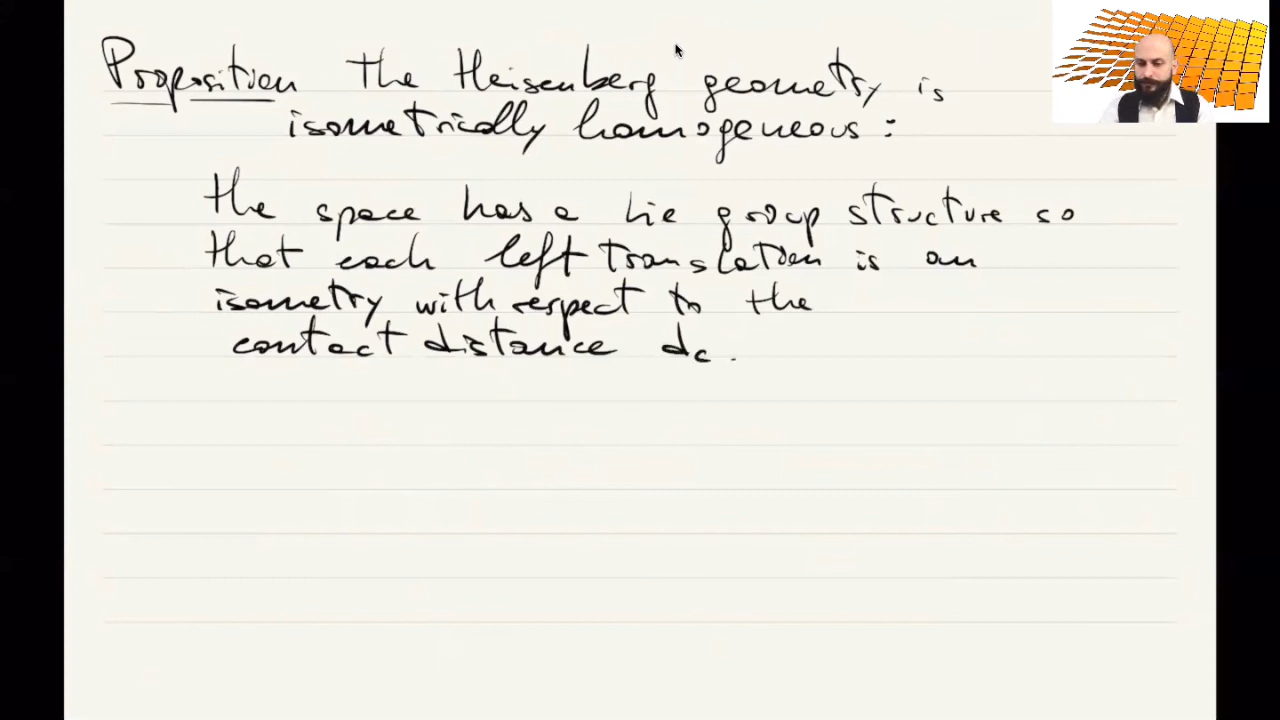 Proposition The Heisenberg geometry is
isometrically homogeneous:
the space has a Lie group structure so
that each left translation is an
isometry with respect to the
contact distance dc.